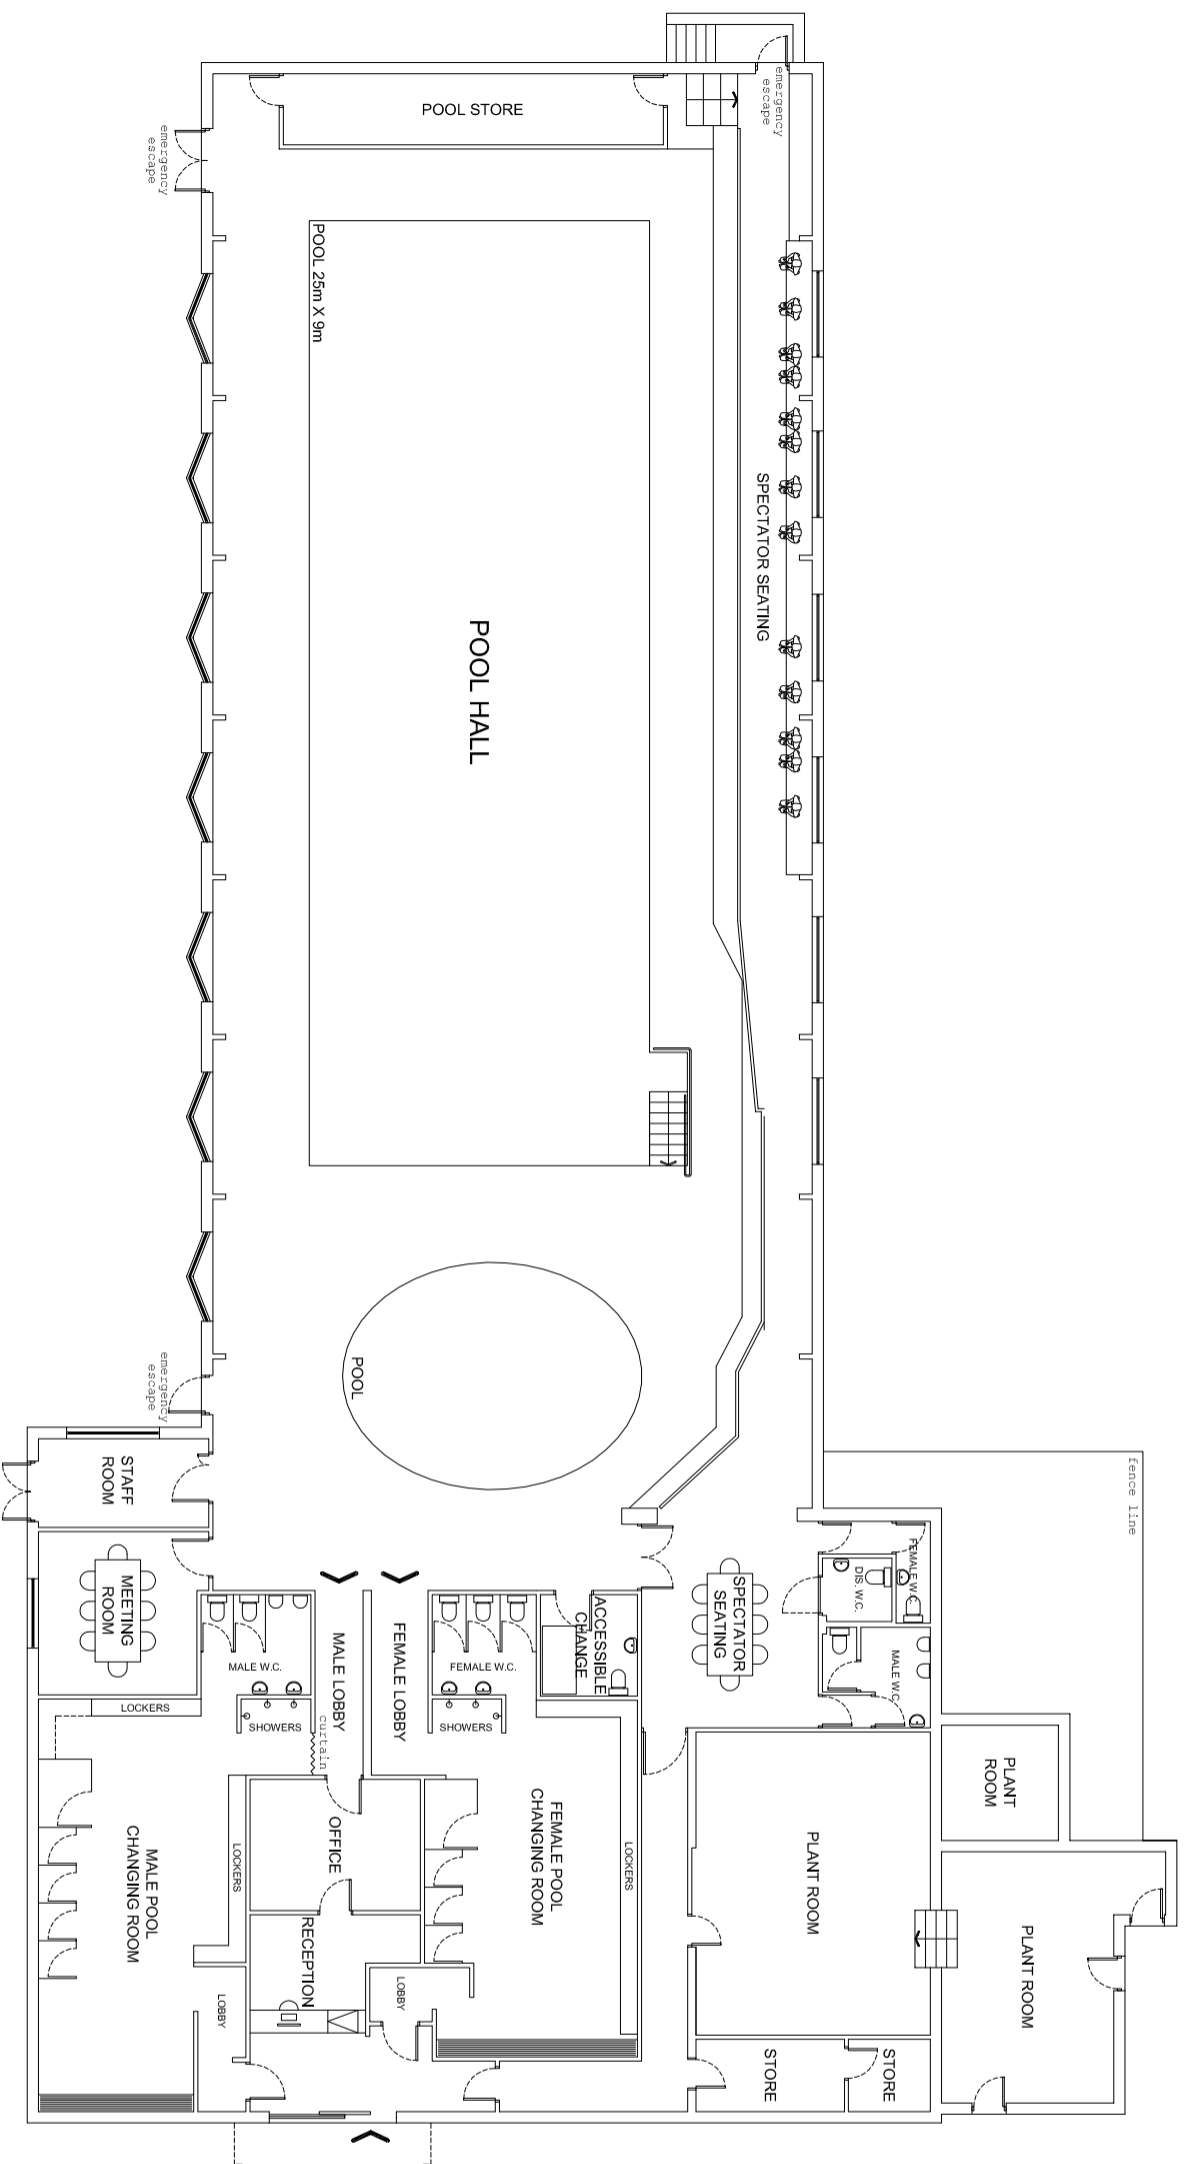 emergency
escape
POOL STORE
emergency
escape
POOL 25m X 9m
SPECTATOR SEATING
POOL HALL
POOL
emergency
escape
fence line
STAFF
ROOM
MEETING
ROOM
FEMALE W.C.
DIS. W.C.
SPECTATOR
SEATING
ACCESSIBLE
CHANGE
MALE W.C.
MALE W.C.
MALE LOBBY
FEMALE LOBBY
FEMALE W.C.
LOCKERS
SHOWERS
curtain
SHOWERS
PLANT
ROOM
MALE POOL
CHANGING ROOM
LOCKERS
OFFICE
FEMALE POOL
CHANGING ROOM
LOCKERS
PLANT ROOM
PLANT ROOM
RECEPTION
LOBBY
LOBBY
STORE
STORE